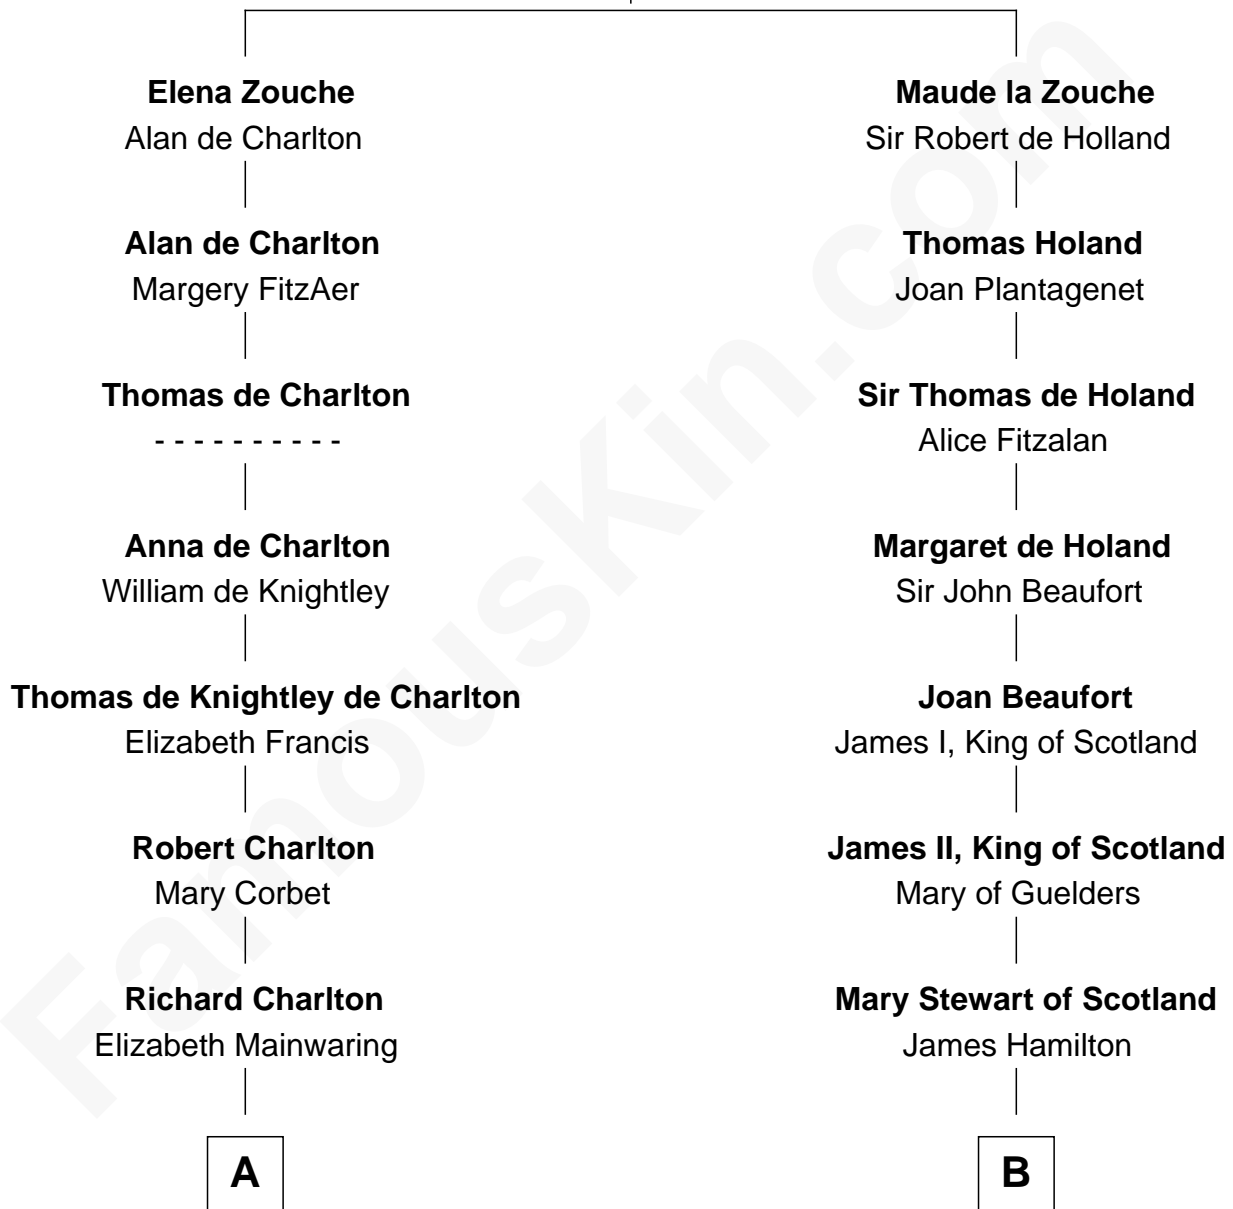 Elena Zouche
Alan de Charlton
Alan de Charlton
Margery FitzAer
Thomas de Charlton
- - - - - - - - - -
Anna de Charlton
William de Knightley
Thomas de Knightley de Charlton
Elizabeth Francis
Robert Charlton
Mary Corbet
Richard Charlton
Elizabeth Mainwaring
A
Maude la Zouche
Sir Robert de Holland
Thomas Holand
Joan Plantagenet
Sir Thomas de Holand
Alice Fitzalan
Margaret de Holand
Sir John Beaufort
Joan Beaufort
James I, King of Scotland
James II, King of Scotland
Mary of Guelders
Mary Stewart of Scotland
James Hamilton
B
FamousKin.com